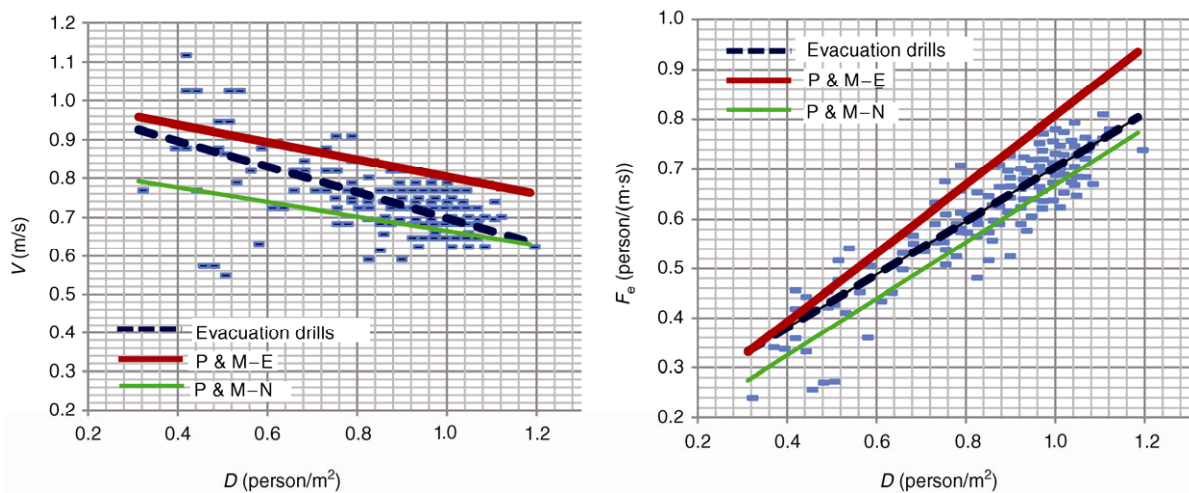 1.2
1.1
1.0
0.9
0.8
0.7
0.6
0.5
0.4
0.3
0.2
V (m/s)
Evacuation drills
P & M–E
P & M–N
0.2 0.4 0.6 0.8 1.0 1.2
D (person/m²)
1.0
0.9
0.8
0.7
0.6
0.5
0.4
0.3
0.2
Fₑ (person/(m·s))
Evacuation drills
P & M–E
P & M–N
0.2 0.4 0.6 0.8 1.0 1.2
D (person/m²)